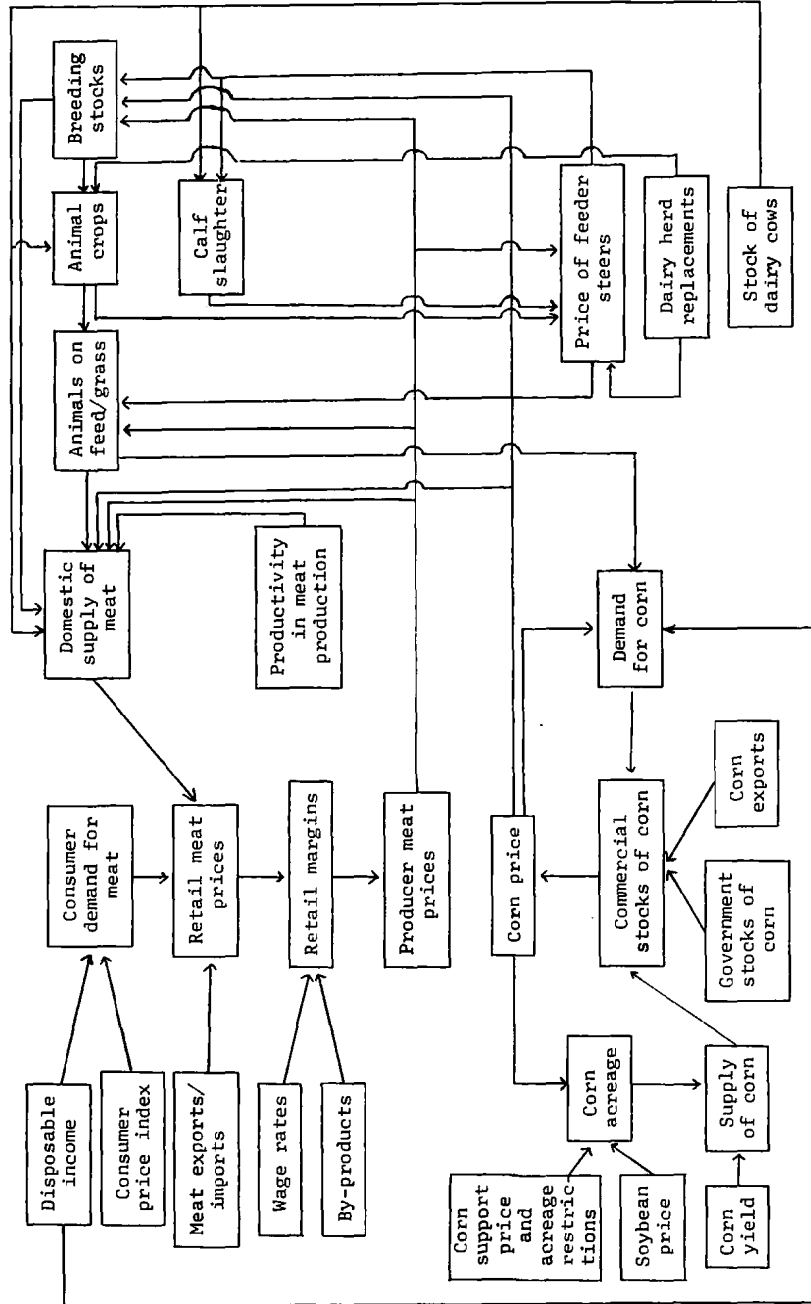 Disposable
income
Consumer
price index
Meat exports/
imports
Wage rates
By-products
Corn
support
price
and
acreage
restric
tions
Soybean
price
Corn
yield
Corn
acreage
Supply
of corn
Consumer
demand for
meat
Retail meat
prices
Retail margins
Producer meat
prices
Corn price
Commercial
stocks of corn
Government
stocks of
corn
Corn
exports
Domestic
supply of
meat
Productivity
in meat
production
Demand
for corn
Animals on
feed/grass
Animal
crops
Breeding
stocks
Calf
slaughter
Price of feeder
steers
Dairy herd
replacements
Stock of
dairy cows